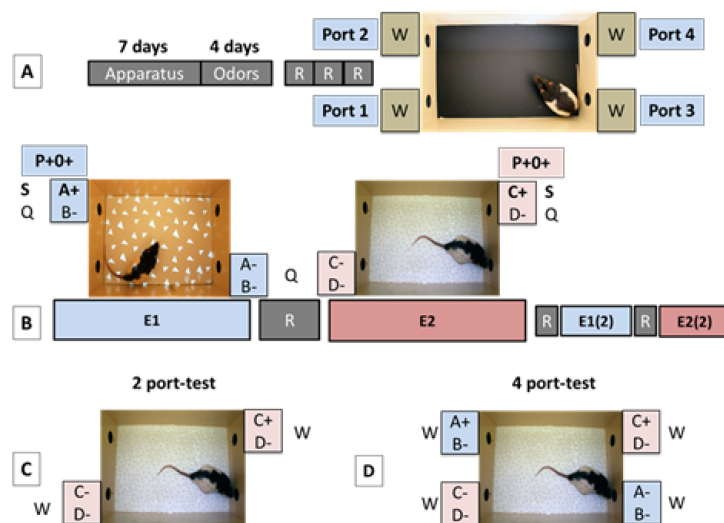 7 days 4 days
A Apparatus Odors R R R
Port 2 W W Port 4
Port 1 W W Port 3
P+0+ P+0+
S A+ C+ S
Q B- D- Q
A- Q C-
B- D-
B E1 R E2 R E1(2) R E2(2)
2 port-test 4 port-test
C+ W W A+ C+ W
D- B- D-
C D
W C- W C- A- W
D- D- B-